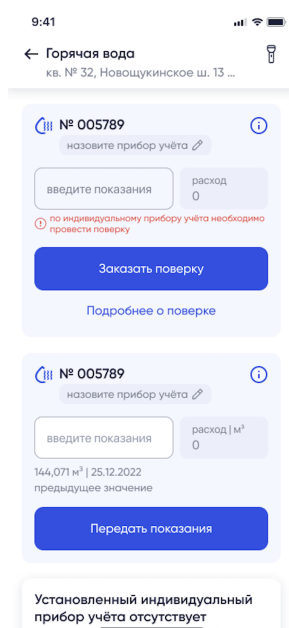 9:41
Горячая вода
кв. № 32, Новощукинское ш. 13 ...
№ 005789
назовите прибор учёта
введите показания
расход
0
по индивидуальному прибору учёта необходимо
провести поверку
Заказать поверку
Подробнее о поверке
№ 005789
назовите прибор учёта
введите показания
расход | м³
0
144,071 м³ | 25.12.2022
предыдущее значение
Передать показания
Установленный индивидуальный
прибор учёта отсутствует